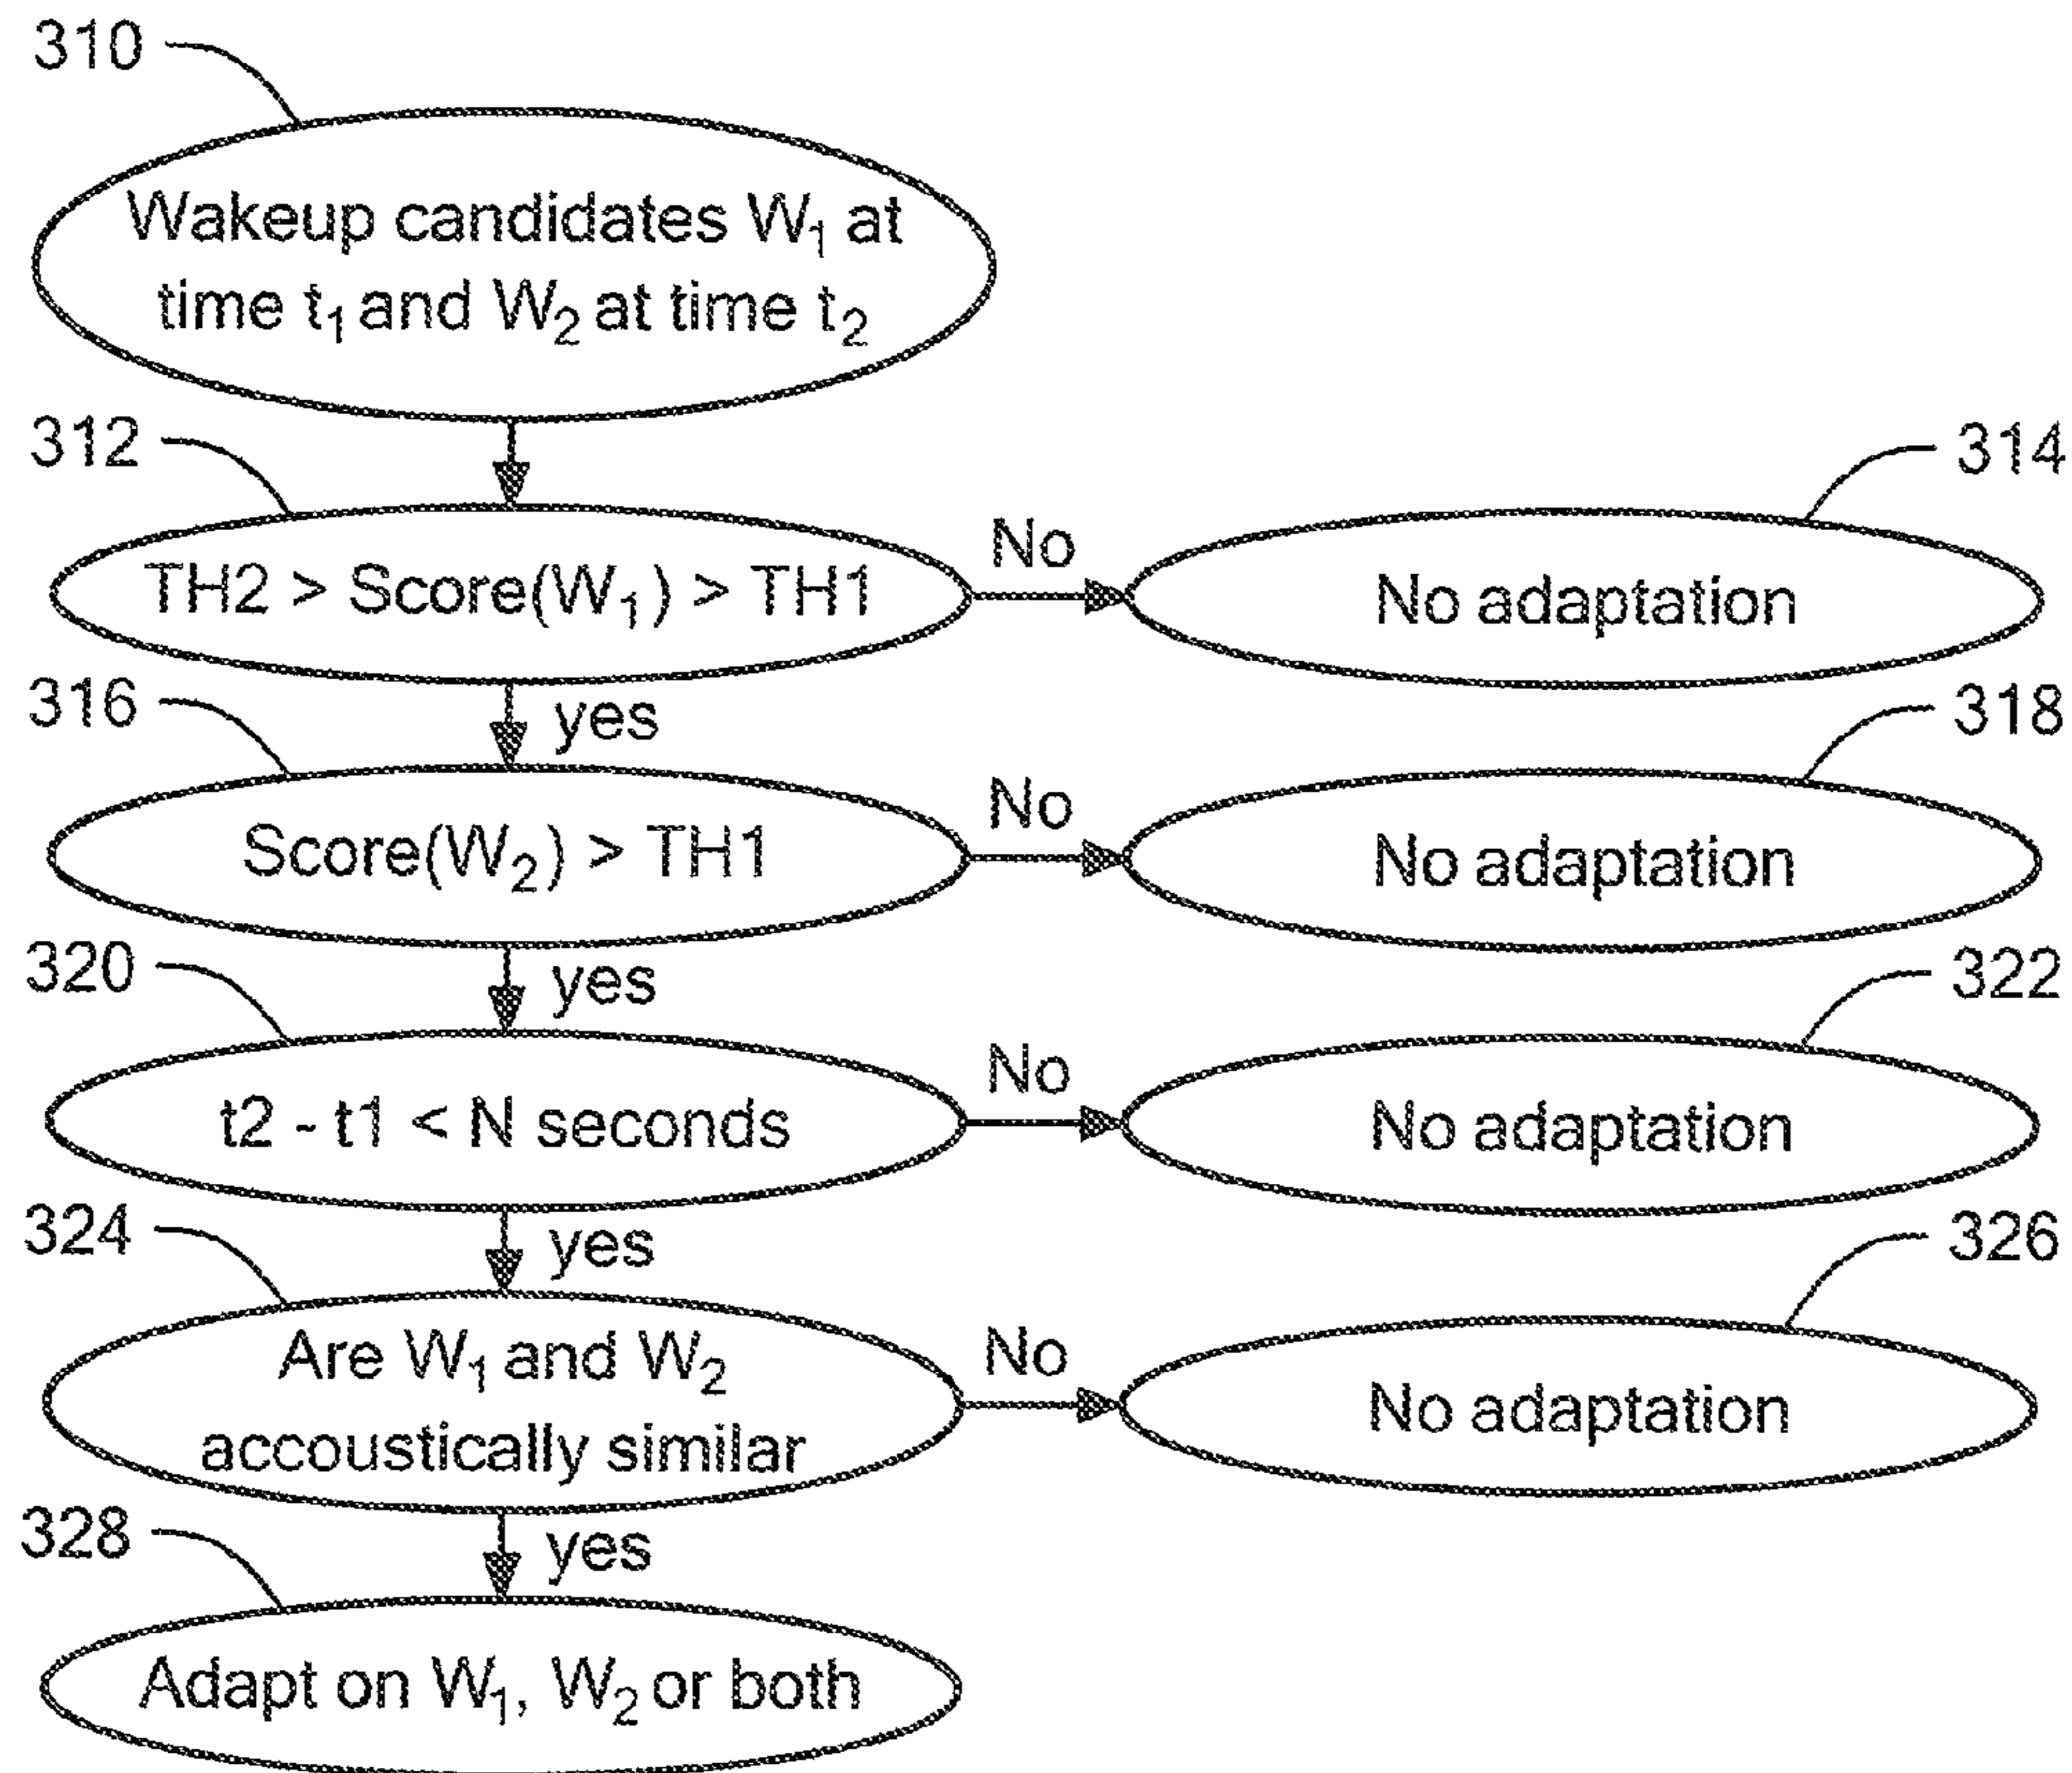 310
Wakeup candidates W₁ at
time t₁ and W₂ at time t₂
312
TH2 > Score(W₁) > TH1
No
314
No adaptation
yes
316
Score(W₂) > TH1
No
318
No adaptation
yes
320
t2 - t1 < N seconds
No
322
No adaptation
yes
324
Are W₁ and W₂
accoustically similar
No
326
No adaptation
yes
328
Adapt on W₁, W₂ or both